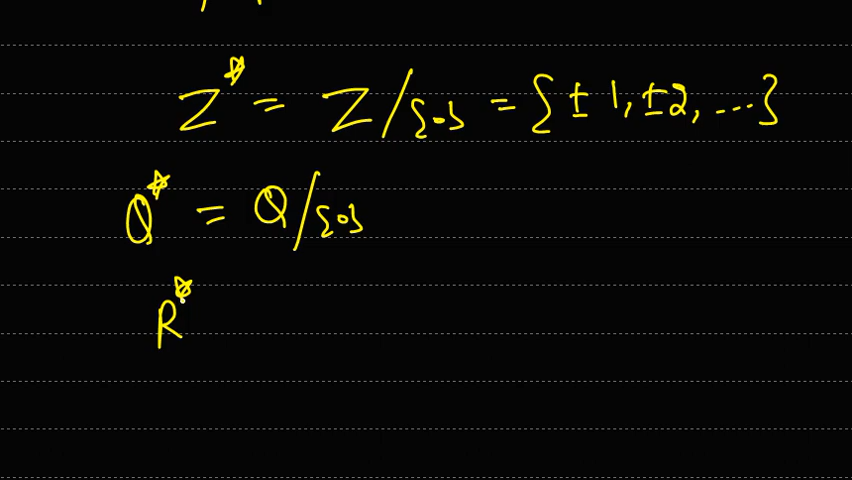 Z* = Z/{0} = {±1, ±2, ...}
Q* = Q/{0}
R*